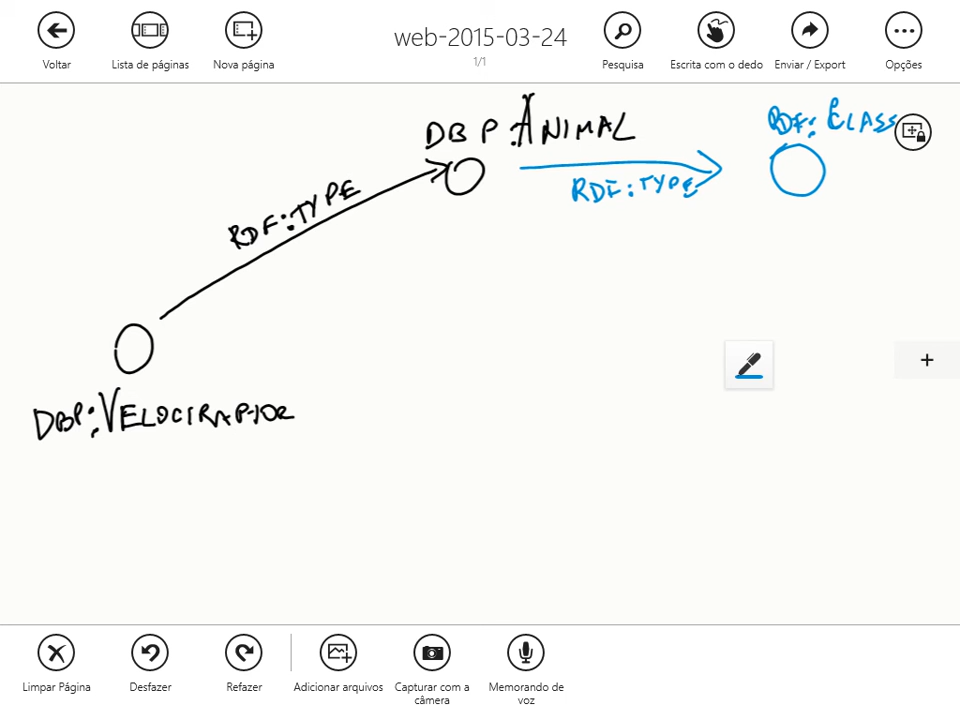 Voltar
Lista de páginas
Nova página
web-2015-03-24
1/1
Pesquisa
Escrita com o dedo
Enviar / Export
Opções
DBP:ANIMAL
RDF:CLASS
RDF:TYPE
RDF:TYPE
DBP:VELOCIRAPTOR
+
Limpar Página
Desfazer
Refazer
Adicionar arquivos
Capturar com a
câmera
Memorando de
voz